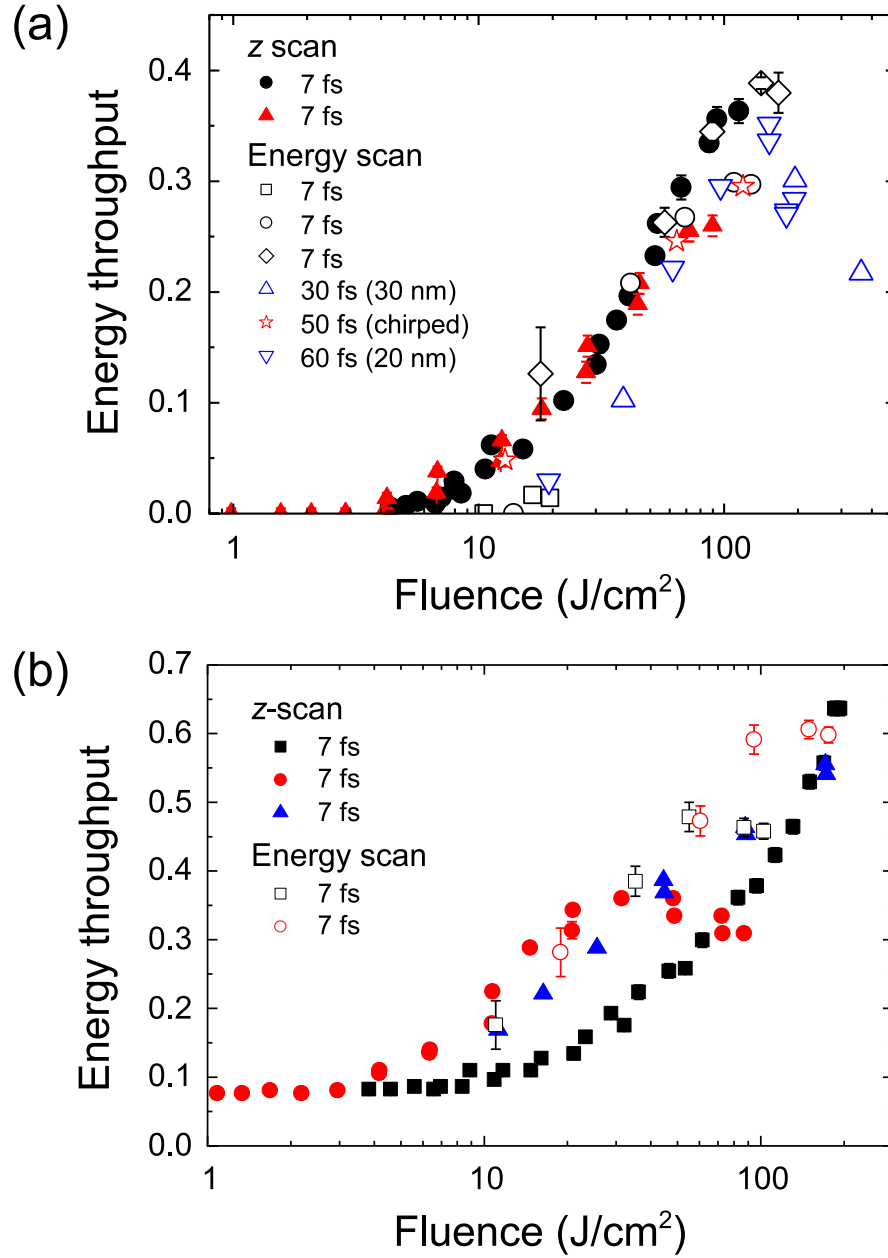 (a)
z scan
7 fs
7 fs
Energy scan
7 fs
7 fs
7 fs
30 fs (30 nm)
50 fs (chirped)
60 fs (20 nm)
Energy throughput
0.4
0.3
0.2
0.1
0.0
1 10 100
Fluence (J/cm²)
(b)
z-scan
7 fs
7 fs
7 fs
Energy scan
7 fs
7 fs
Energy throughput
0.7
0.6
0.5
0.4
0.3
0.2
0.1
0.0
1 10 100
Fluence (J/cm²)